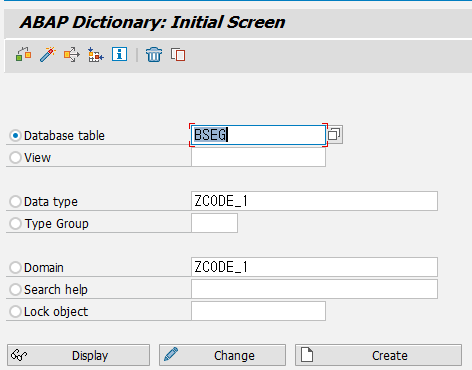 ABAP Dictionary: Initial Screen
Database table BSEG
View
Data type ZCODE_1
Type Group
Domain ZCODE_1
Search help
Lock object
Display Change Create